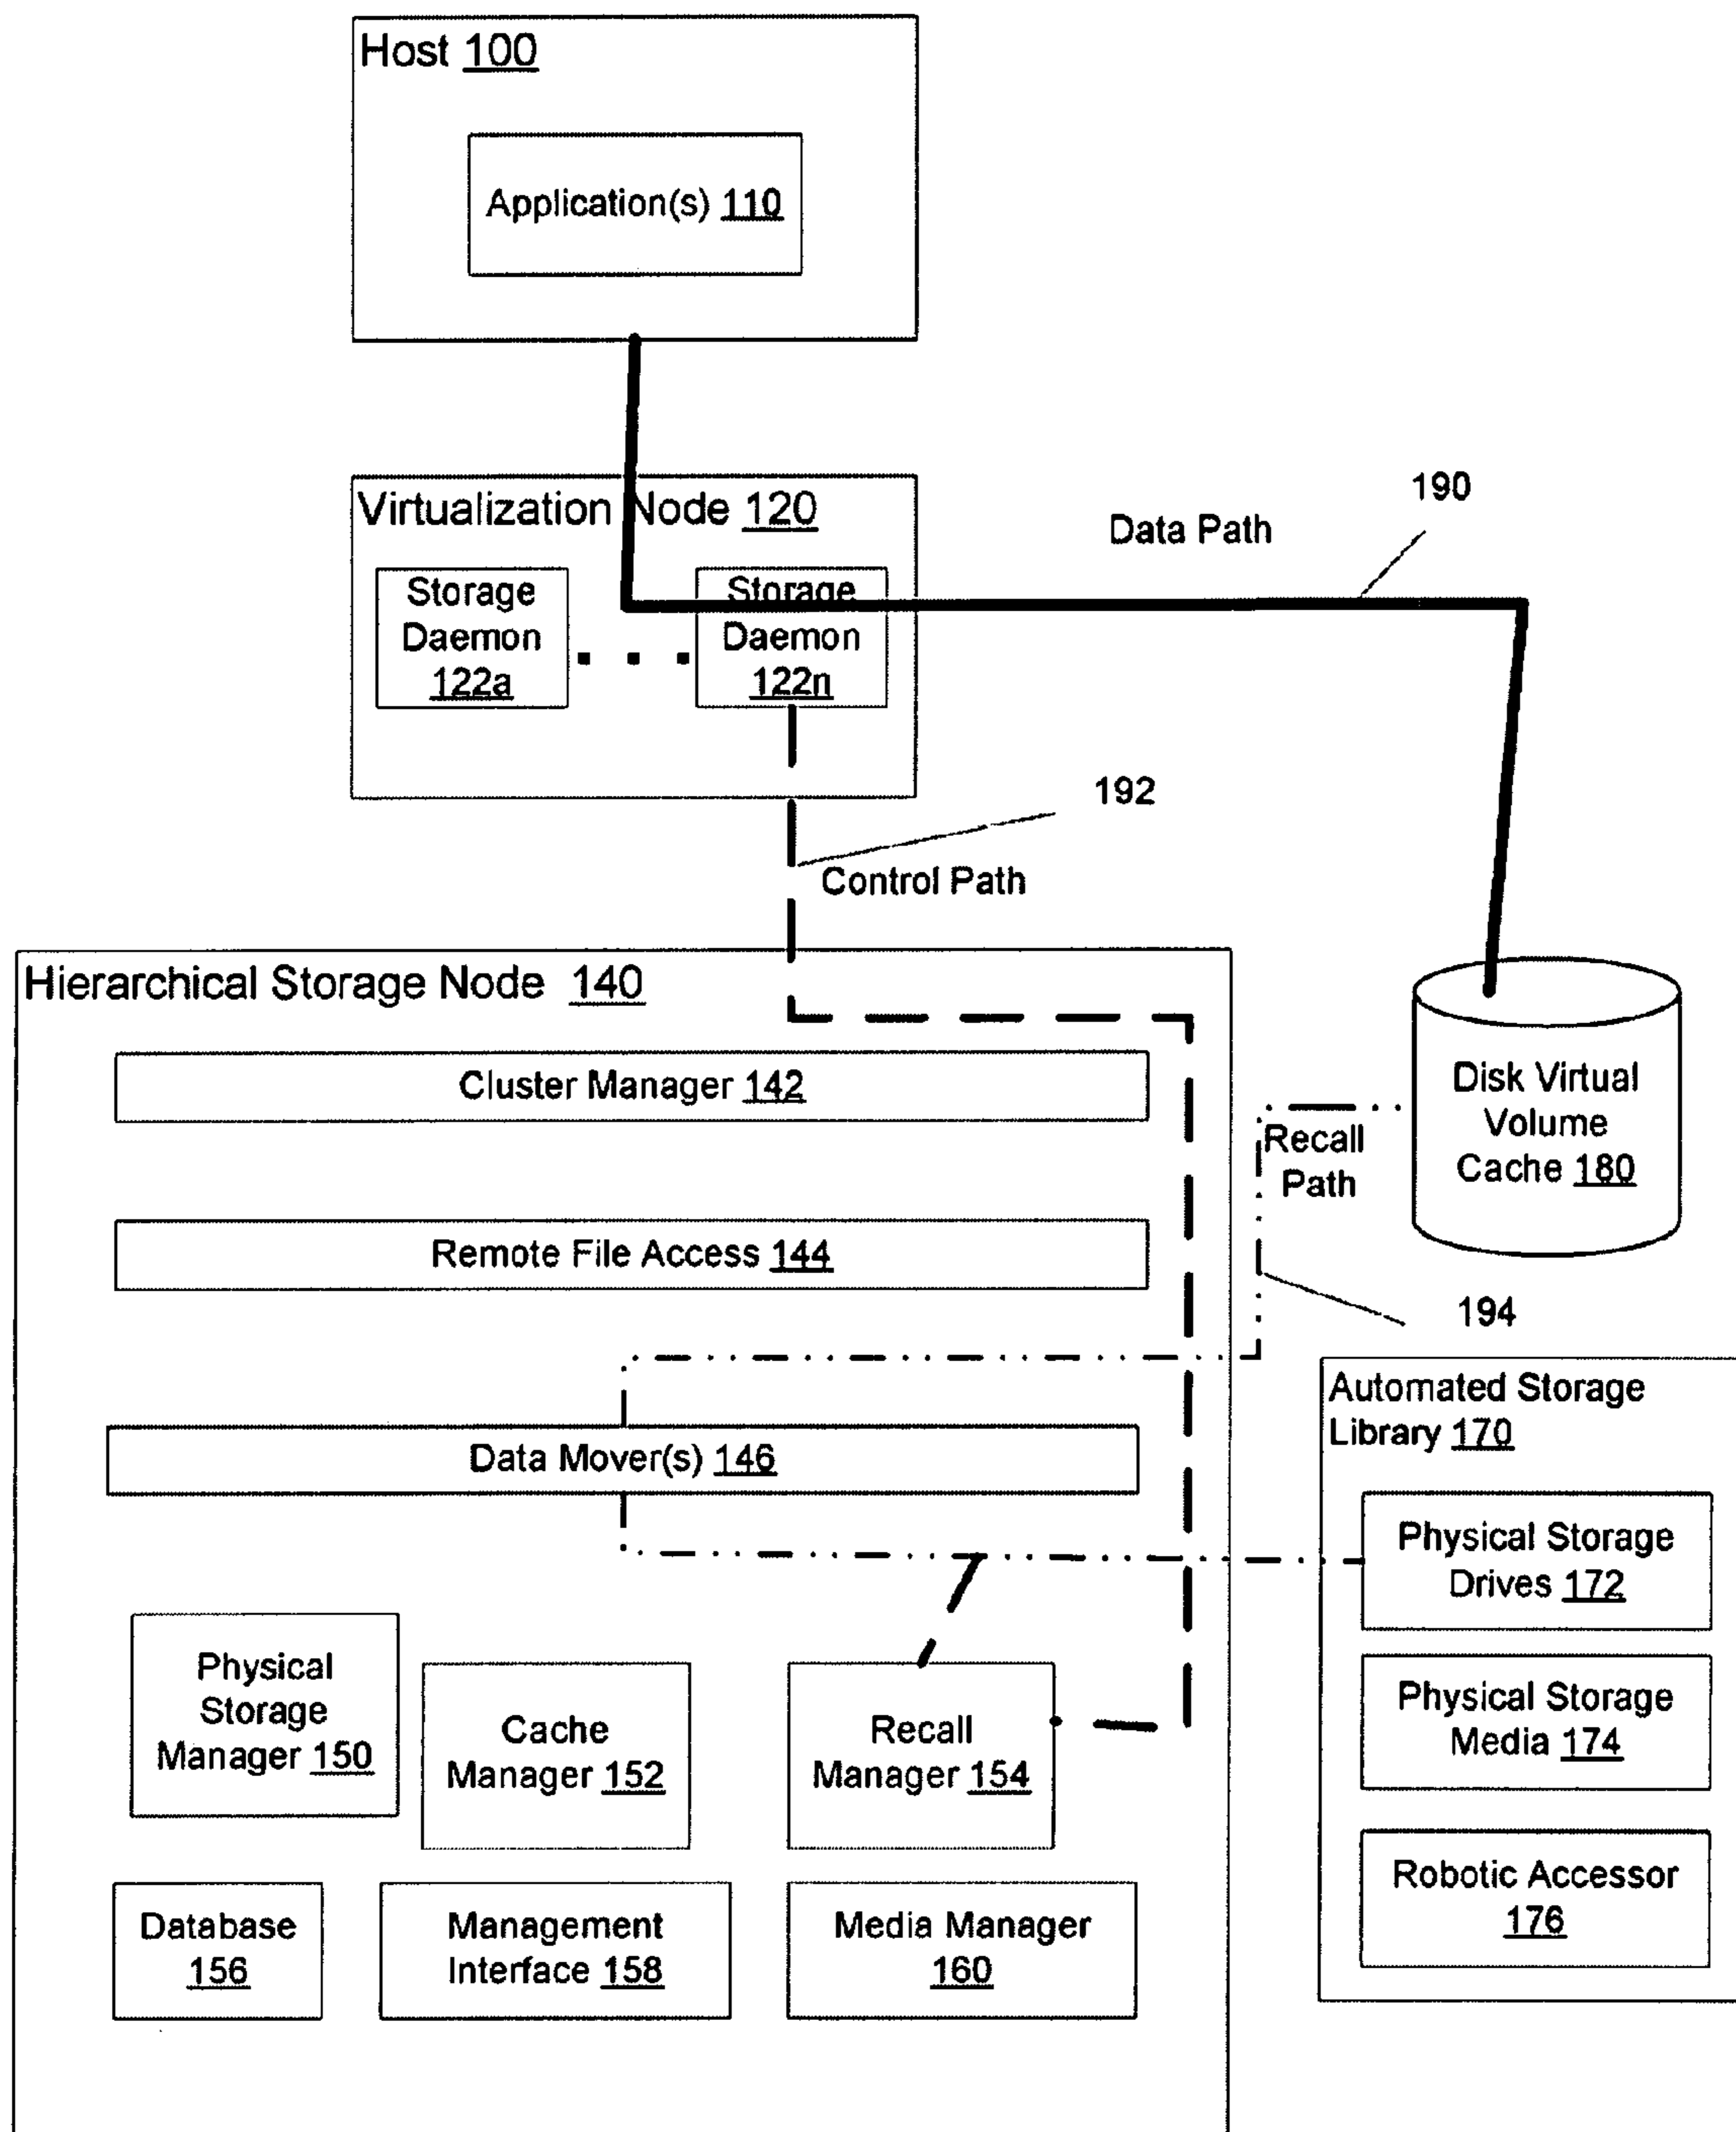 Host 100
Application(s) 110
Virtualization Node 120
Storage
Daemon
122a
Storage
Daemon
122n
190
Data Path
192
Control Path
Hierarchical Storage Node 140
Cluster Manager 142
Remote File Access 144
Data Mover(s) 146
Physical
Storage
Manager 150
Cache
Manager 152
Recall
Manager 154
Database
156
Management
Interface 158
Media Manager
160
Disk Virtual
Volume
Cache 180
Recall
Path
194
Automated Storage
Library 170
Physical Storage
Drives 172
Physical Storage
Media 174
Robotic Accessor
176